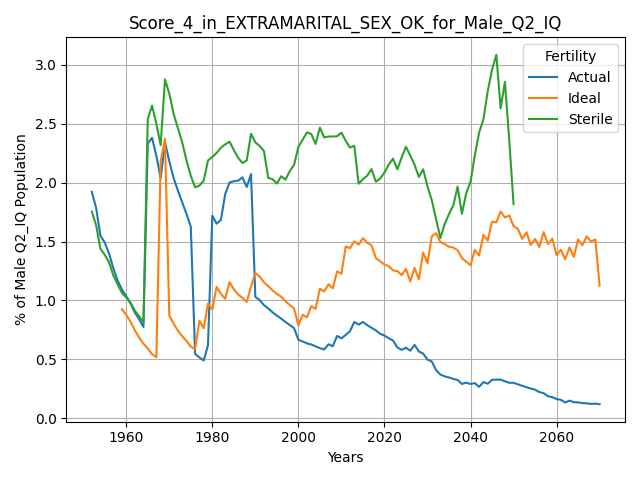 Score_4_in_EXTRAMARITAL_SEX_OK_for_Male_Q2_IQ
Fertility
Actual
Ideal
Sterile
% of Male Q2_IQ Population
3.0
2.5
2.0
1.5
1.0
0.5
0.0
1960 1980 2000 2020 2040 2060
Years